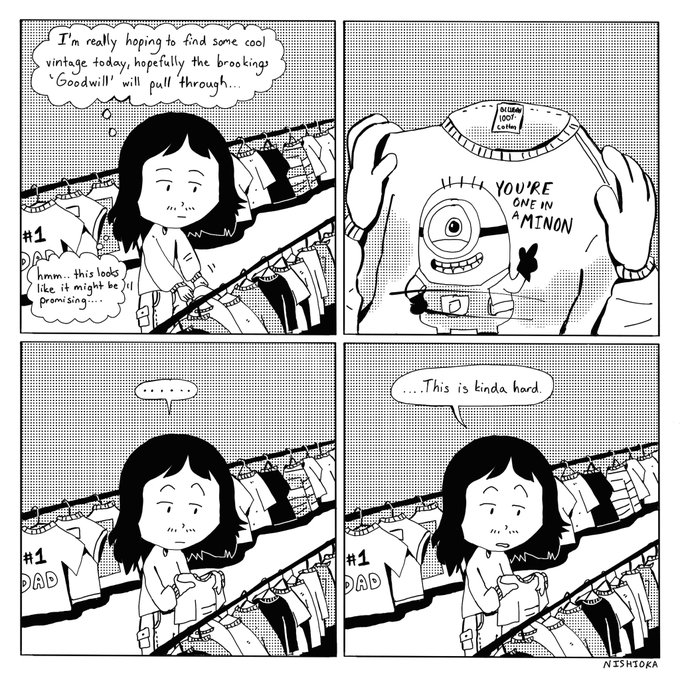 I'm really hoping to find some cool
vintage today, hopefully the brookings
'Goodwill' will pull through...
#1
hmm.. this looks
like it might be
promising....
100%
cotton
YOU'RE
ONE IN
A MINON
......
#1
DAD
....This is kinda hard.
#1
DAD
NISHIOKA